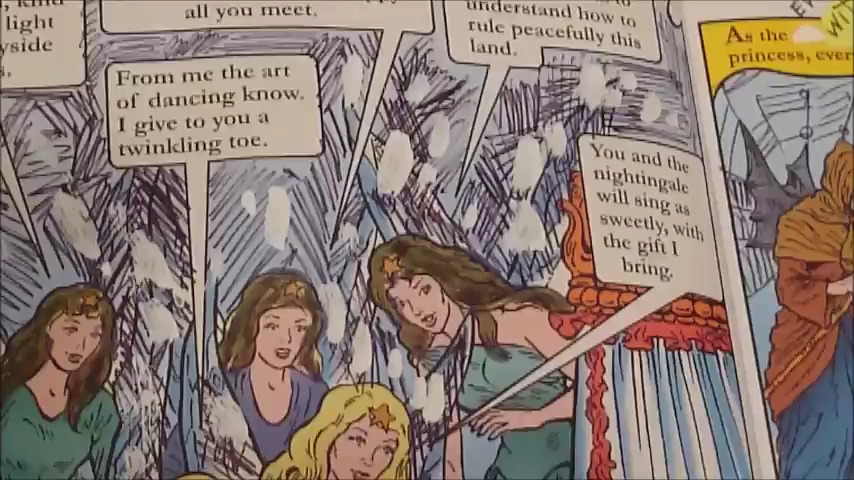 light
all you meet.
understand how to
rule peacefully this
land.
From me the art
of dancing know.
I give to you a
twinkling toe.
You and the
nightingale
will sing as
sweetly, with
the gift I
bring.
As the
princess, ever